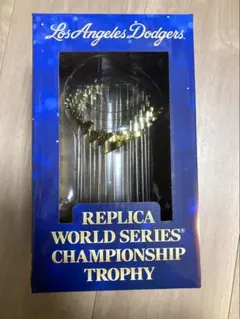 Los Angeles Dodgers
REPLICA
WORLD SERIES®
CHAMPIONSHIP
TROPHY